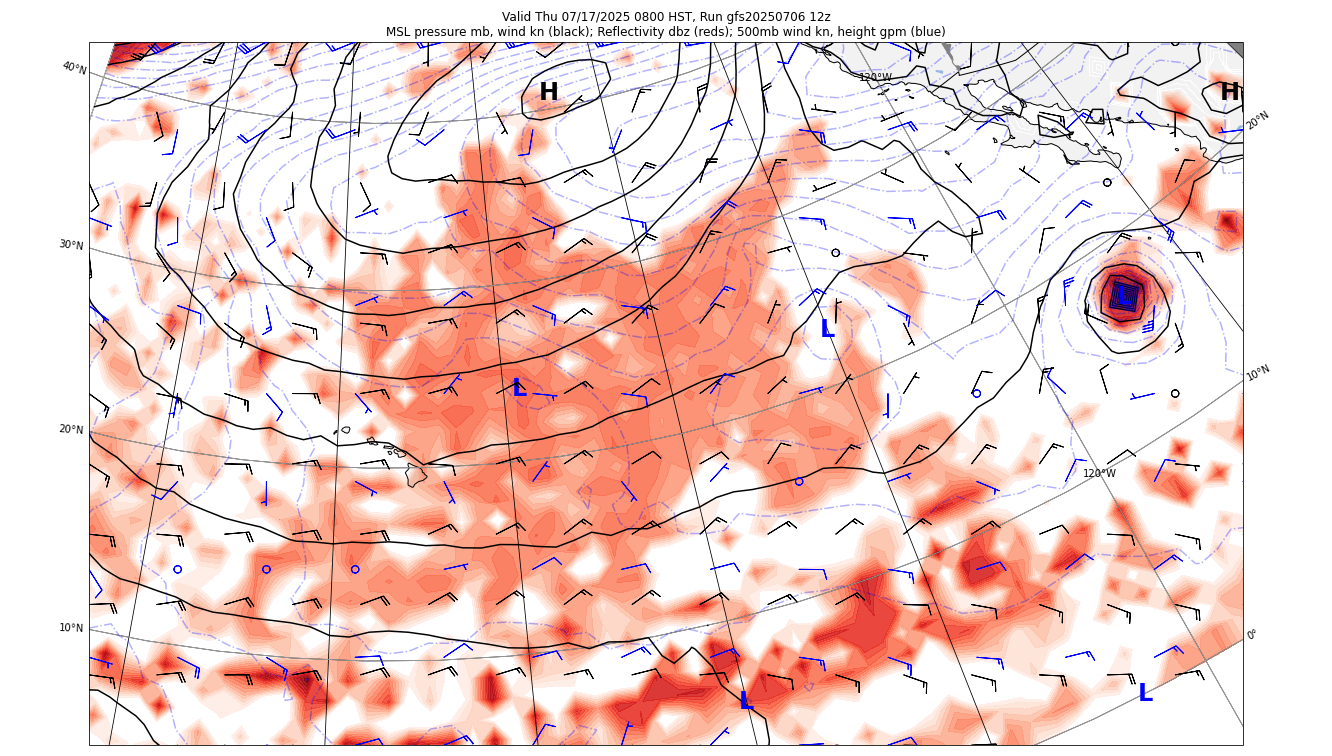 Valid Thu 07/17/2025 0800 HST, Run gfs20250706 12z
MSL pressure mb, wind kn (black); Reflectivity dbz (reds); 500mb wind kn, height gpm (blue)
40°N
120°W
H
H
20°N
30°N
L
L
L
10°N
20°N
120°W
10°N
0°
L
L